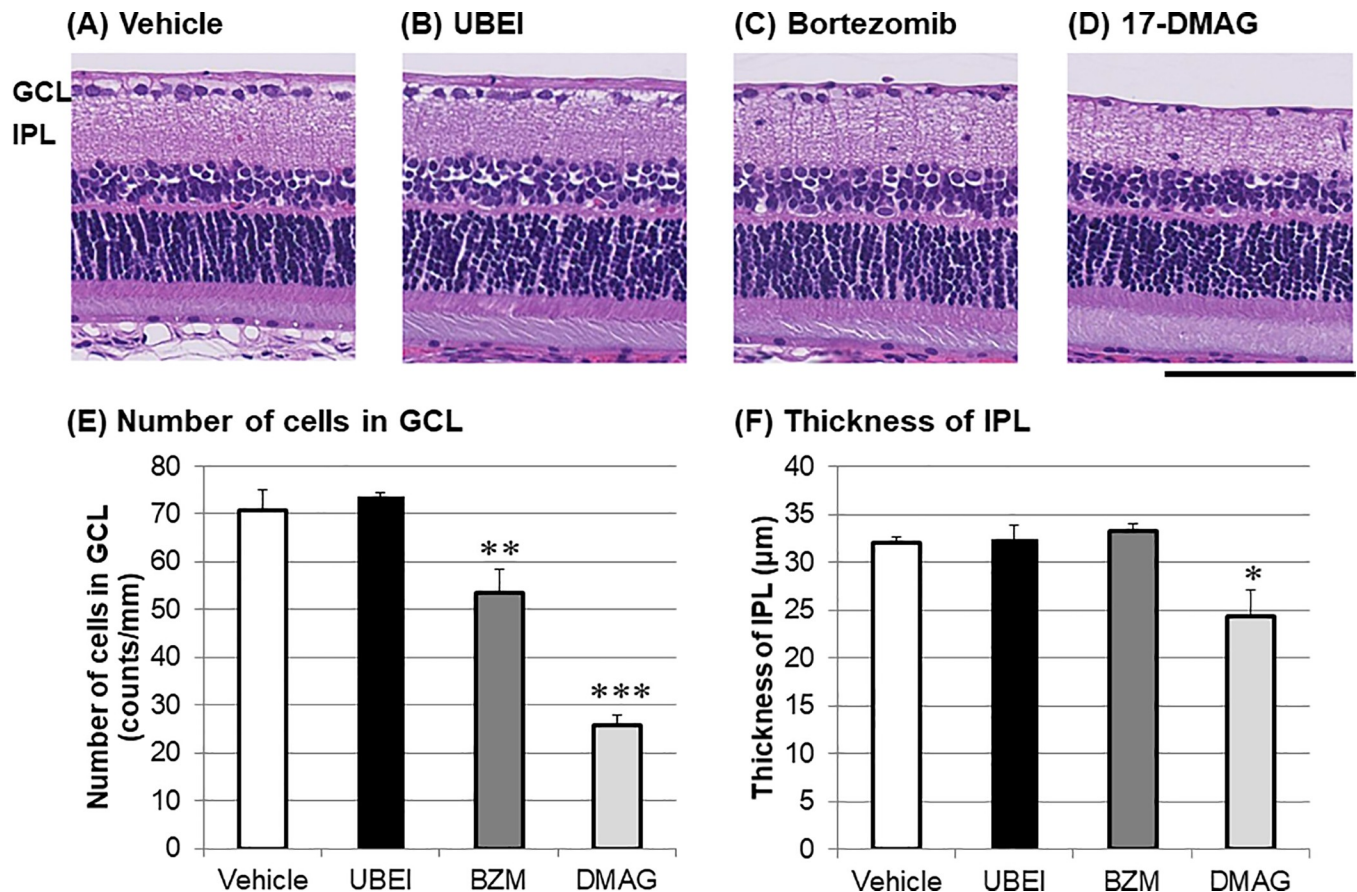 (A) Vehicle
(B) UBEI
(C) Bortezomib
(D) 17-DMAG
GCL
IPL
(E) Number of cells in GCL
Number of cells in GCL
(counts/mm)
80
70
60
50
40
30
20
10
0
**
***
Vehicle
UBEI
BZM
DMAG
(F) Thickness of IPL
Thickness of IPL (µm)
40
35
30
25
20
15
10
5
0
*
Vehicle
UBEI
BZM
DMAG